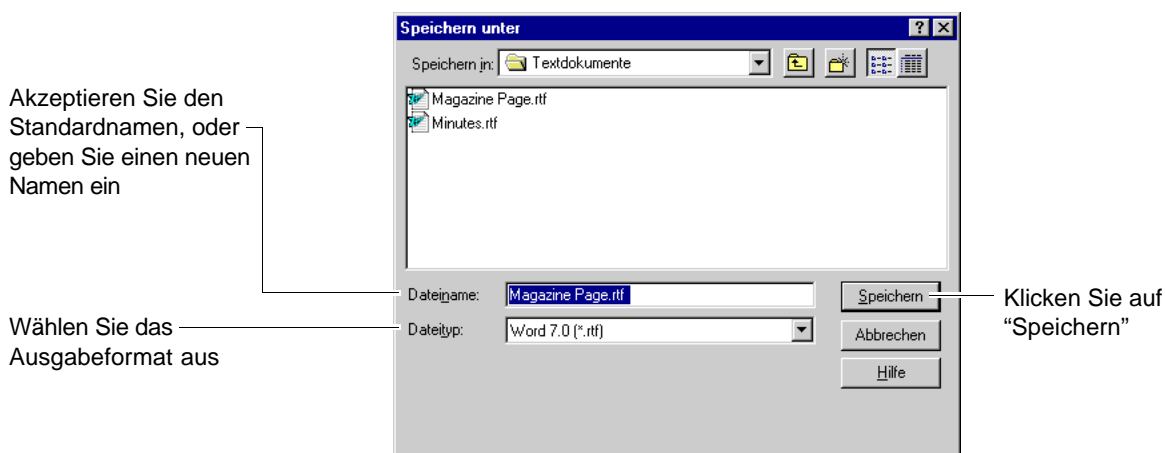 Speichern unter
Speichern in: Textdokumente
Magazine Page.rtf
Minutes.rtf
Akzeptieren Sie den
Standardnamen, oder
geben Sie einen neuen
Namen ein
Dateiname: Magazine Page.rtf Speichern
Klicken Sie auf
“Speichern”
Wählen Sie das
Ausgabeformat aus
Dateityp: Word 7.0 (*.rtf) Abbrechen
Hilfe